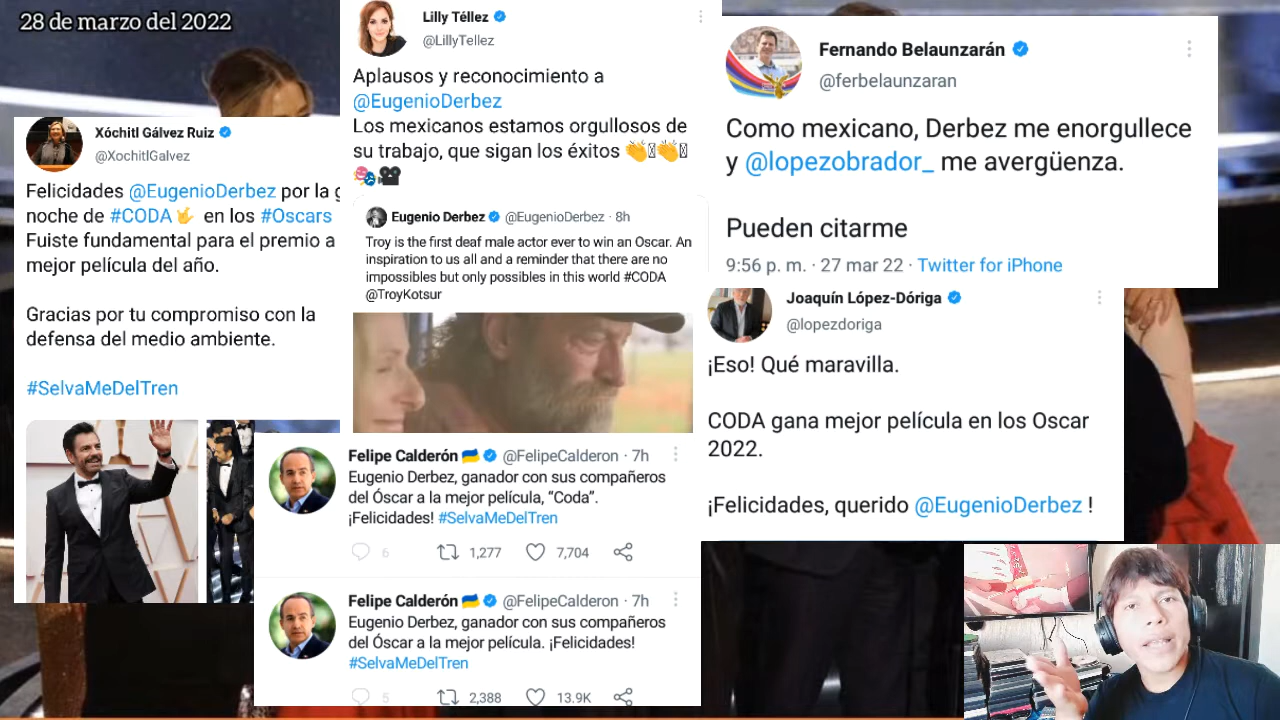 28 de marzo del 2022
Lilly Téllez
@LillyTellez
Aplausos y reconocimiento a
@EugenioDerbez
Los mexicanos estamos orgullosos de
su trabajo, que sigan los éxitos 👏👏
🎭🎥
Eugenio Derbez @EugenioDerbez · 8h
Troy is the first deaf male actor ever to win an Oscar. An
inspiration to us all and a reminder that there are no
impossibles but only possibles in this world #CODA
@TroyKotsur
Fernando Belaunzarán
@ferbelaunzaran
Como mexicano, Derbez me enorgullece
y @lopezobrador_ me avergüenza.
Pueden citarme
9:56 p. m. · 27 mar 22 · Twitter for iPhone
Xóchitl Gálvez Ruiz
@XochitlGalvez
Felicidades @EugenioDerbez por la
noche de #CODA 🤟 en los #Oscars
Fuiste fundamental para el premio a
mejor película del año.
Gracias por tu compromiso con la
defensa del medio ambiente.
#SelvaMeDelTren
Joaquín López-Dóriga
@lopezdoriga
¡Eso! Qué maravilla.
CODA gana mejor película en los Oscar
2022.
¡Felicidades, querido @EugenioDerbez !
Felipe Calderón 🇺🇦 @FelipeCalderon · 7h
Eugenio Derbez, ganador con sus compañeros
del Óscar a la mejor película, “Coda”.
¡Felicidades! #SelvaMeDelTren
6 1,277 7,704
Felipe Calderón 🇺🇦 @FelipeCalderon · 7h
Eugenio Derbez, ganador con sus compañeros
del Óscar a la mejor película. ¡Felicidades!
#SelvaMeDelTren
5 2,388 13.9K